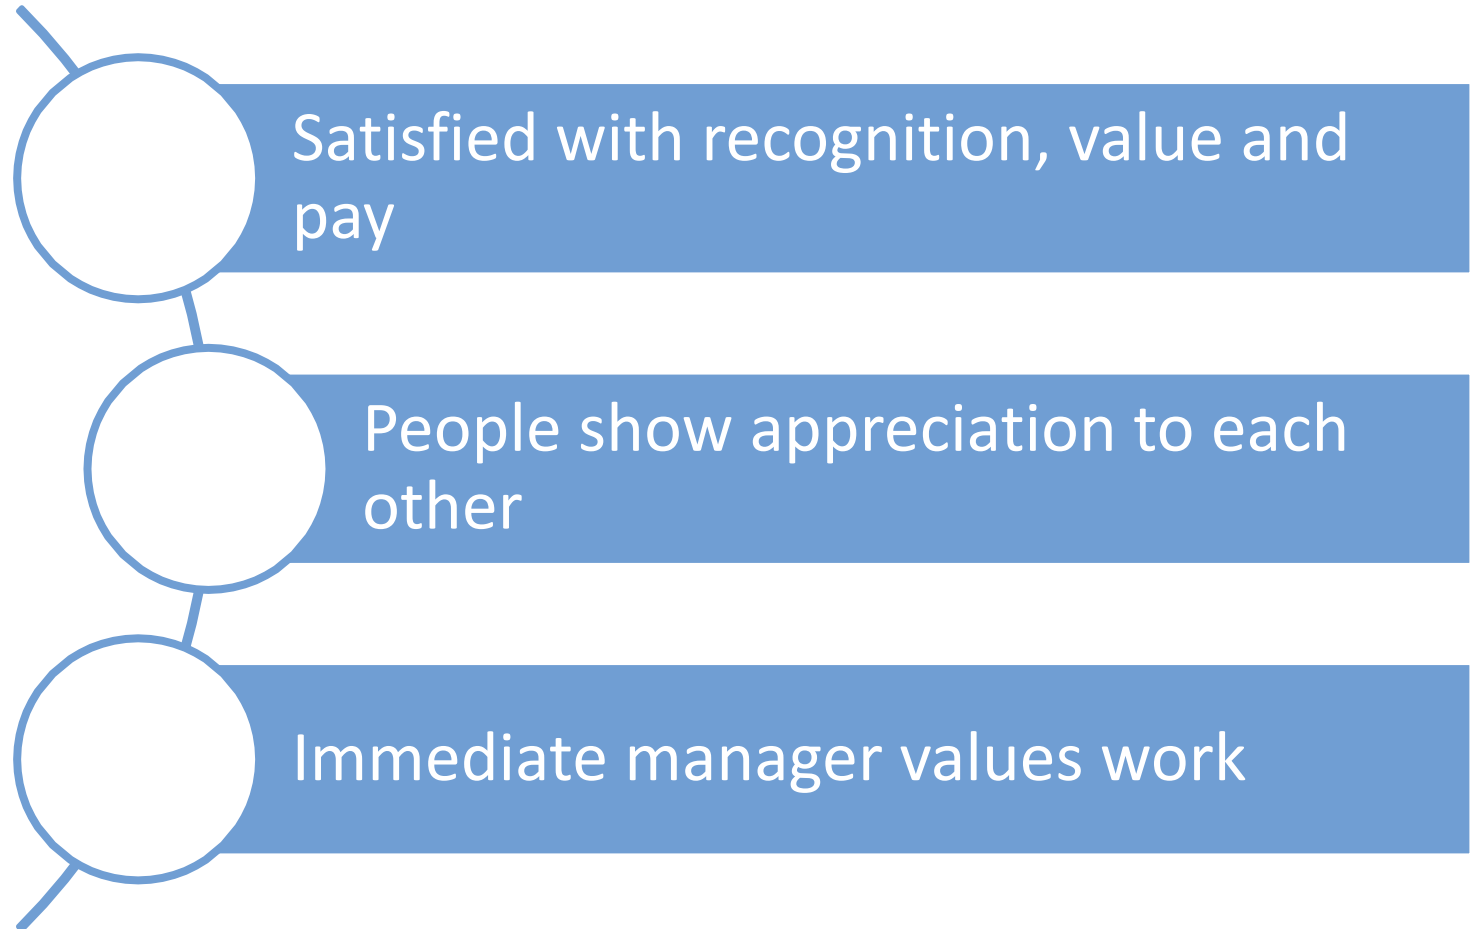 Satisfied with recognition, value and
pay
People show appreciation to each
other
Immediate manager values work